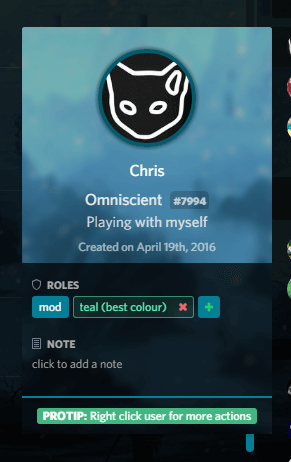 Chris
Omniscient #7994
Playing with myself
Created on April 19th, 2016
ROLES
mod teal (best colour) ✖ +
NOTE
click to add a note
PROTIP: Right click user for more actions